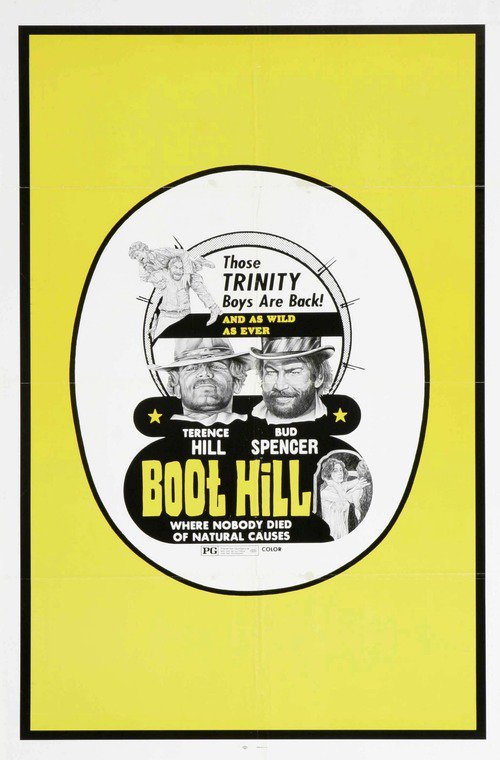 Those
TRINITY
Boys Are Back!
AND AS WILD
AS EVER
TERENCE
HILL
BUD
SPENCER
BOOt HiLL
WHERE NOBODY DIED
OF NATURAL CAUSES
PG
COLOR